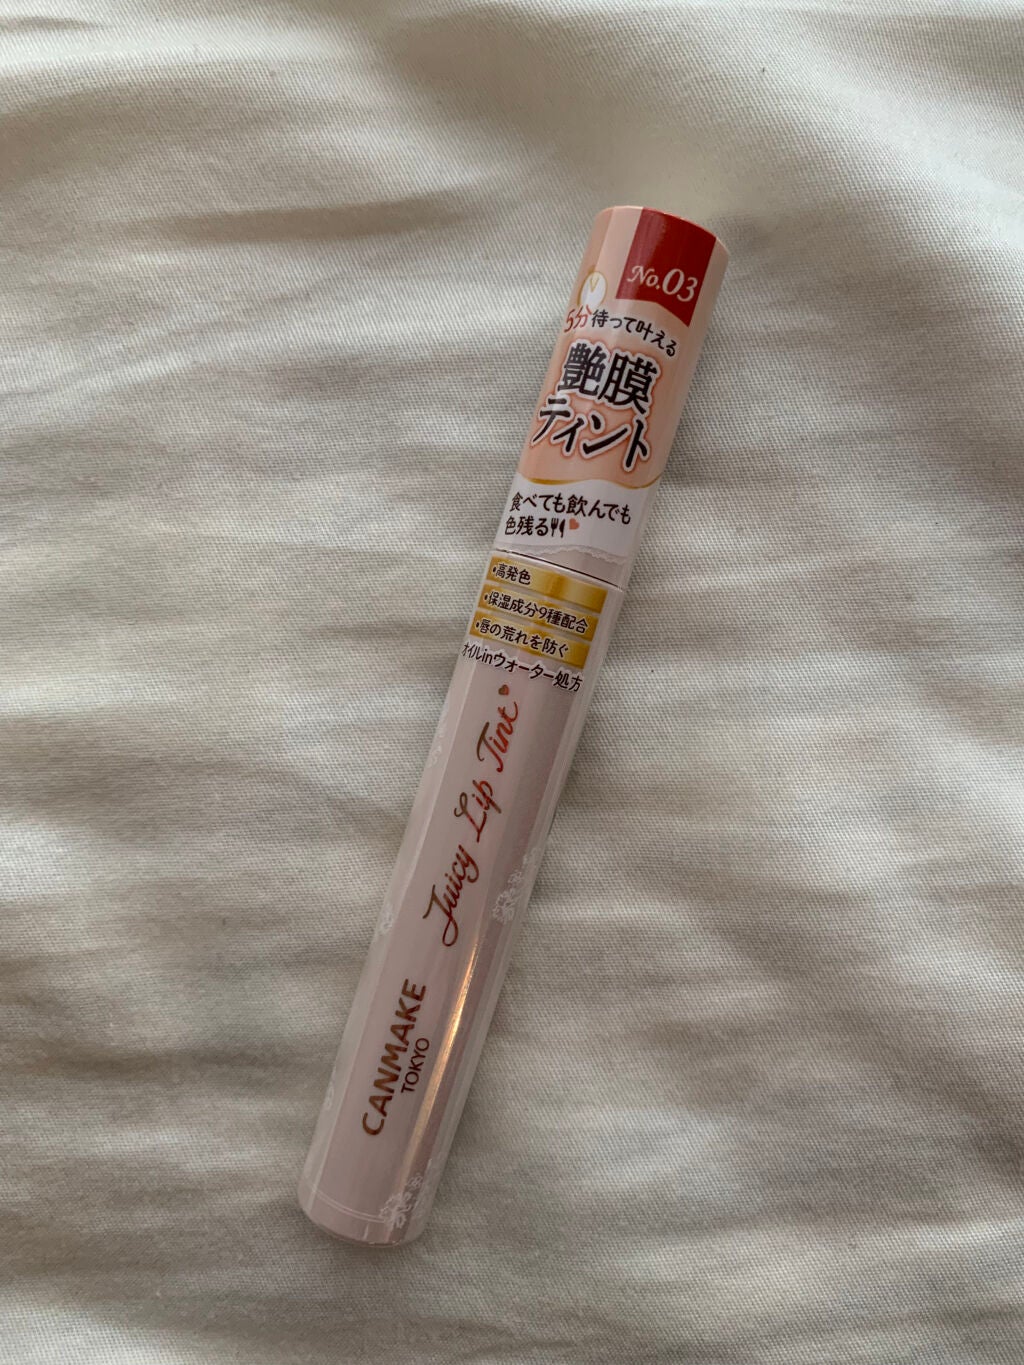 No.03
5分待って叶える
艶膜
ティント
食べても飲んでも
色残る
•高発色
•保湿成分9種配合
•唇の荒れを防ぐ
オイルinウォーター処方
Juicy Lip Tint
CANMAKE
TOKYO